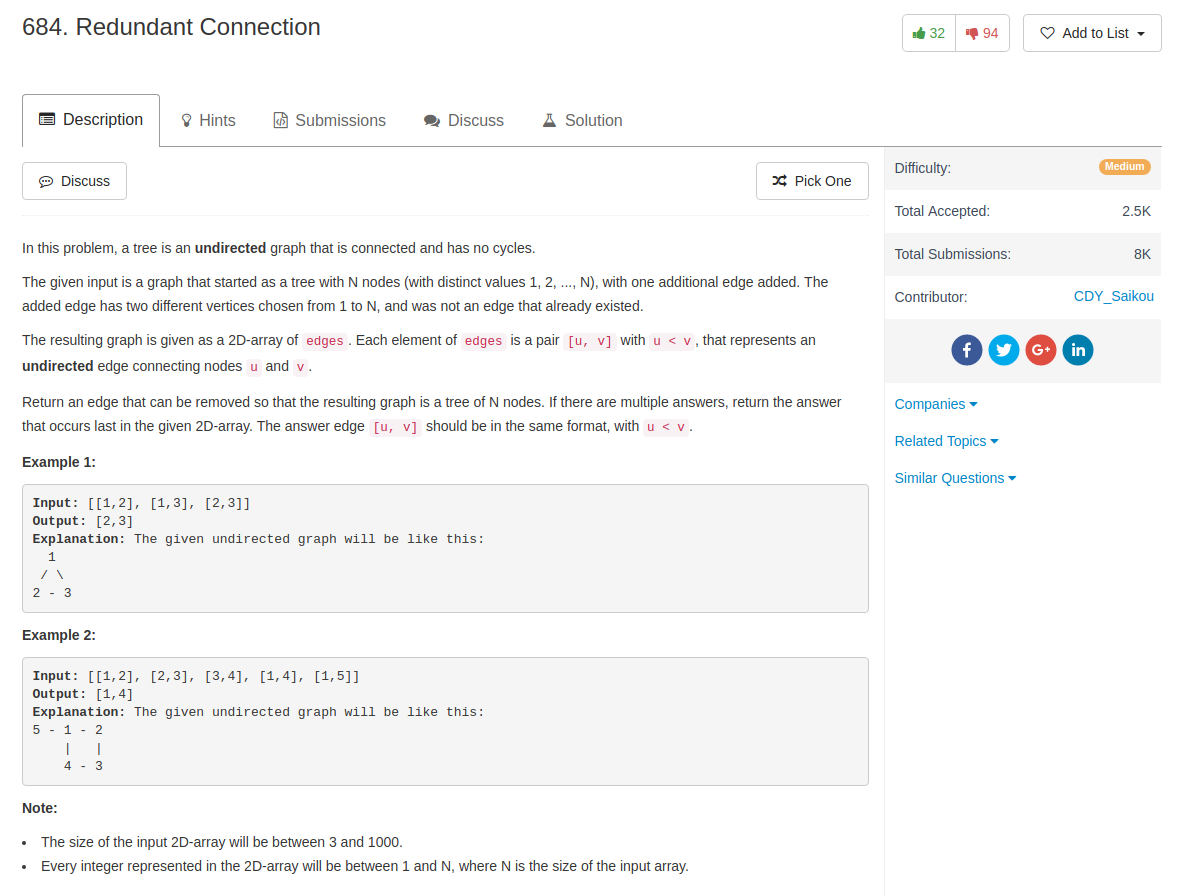 684. Redundant Connection
32
94
Add to List
Description
Hints
Submissions
Discuss
Solution
Discuss
Pick One
In this problem, a tree is an undirected graph that is connected and has no cycles.
The given input is a graph that started as a tree with N nodes (with distinct values 1, 2, ..., N), with one additional edge added. The
added edge has two different vertices chosen from 1 to N, and was not an edge that already existed.
The resulting graph is given as a 2D-array of edges. Each element of edges is a pair [u, v] with u < v, that represents an
undirected edge connecting nodes u and v.
Return an edge that can be removed so that the resulting graph is a tree of N nodes. If there are multiple answers, return the answer
that occurs last in the given 2D-array. The answer edge [u, v] should be in the same format, with u < v.
Example 1:
Input: [[1,2], [1,3], [2,3]]
Output: [2,3]
Explanation: The given undirected graph will be like this:
  1
 / \
2 - 3
Example 2:
Input: [[1,2], [2,3], [3,4], [1,4], [1,5]]
Output: [1,4]
Explanation: The given undirected graph will be like this:
5 - 1 - 2
    |   |
    4 - 3
Note:
• The size of the input 2D-array will be between 3 and 1000.
• Every integer represented in the 2D-array will be between 1 and N, where N is the size of the input array.
Difficulty: Medium
Total Accepted: 2.5K
Total Submissions: 8K
Contributor: CDY_Saikou
f
G+
in
Companies
Related Topics
Similar Questions